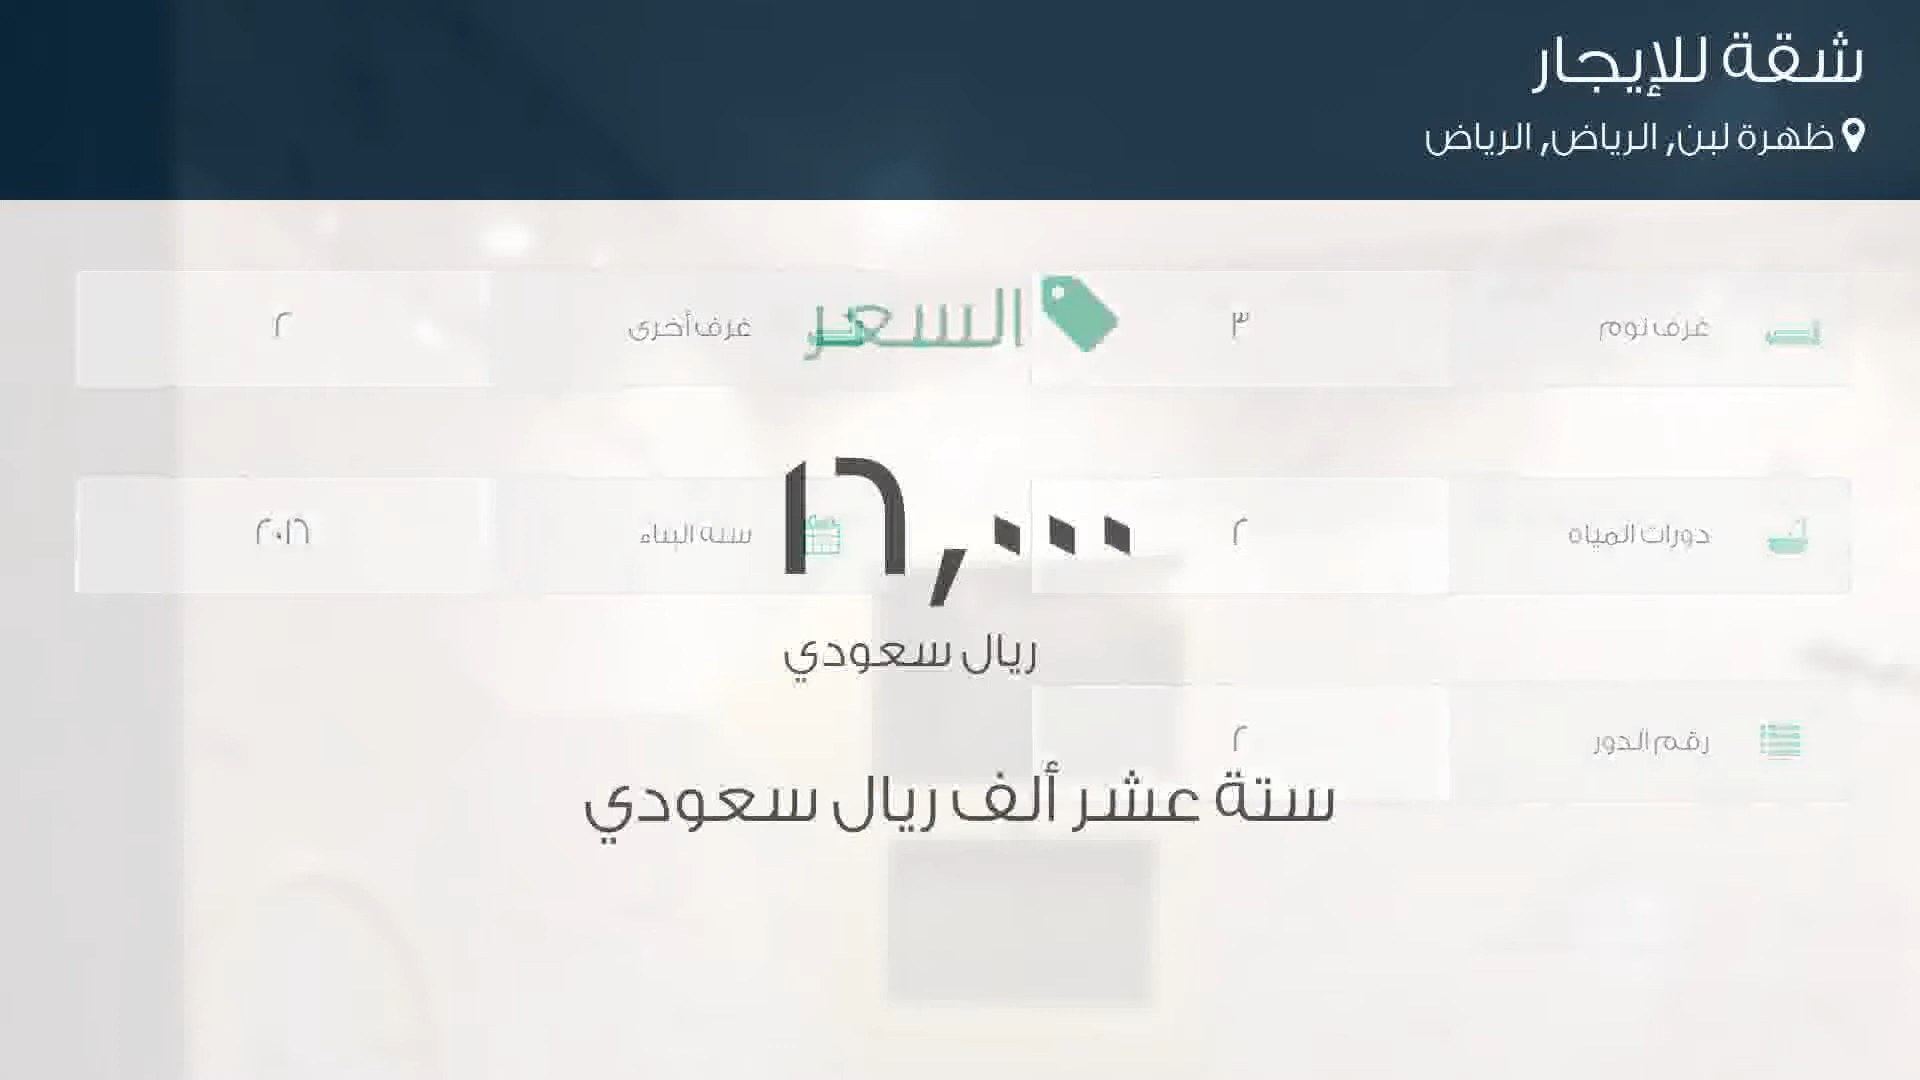 شقة للإيجار
ظهرة لبن, الرياض, الرياض
السعر
١٦,٠٠٠
ريال سعودي
ستة عشر ألف ريال سعودي
غرف نوم ٣
غرف أخرى ٢
دورات المياه ٢
سنة البناء ٢٠١٦
رقم الدور ٢